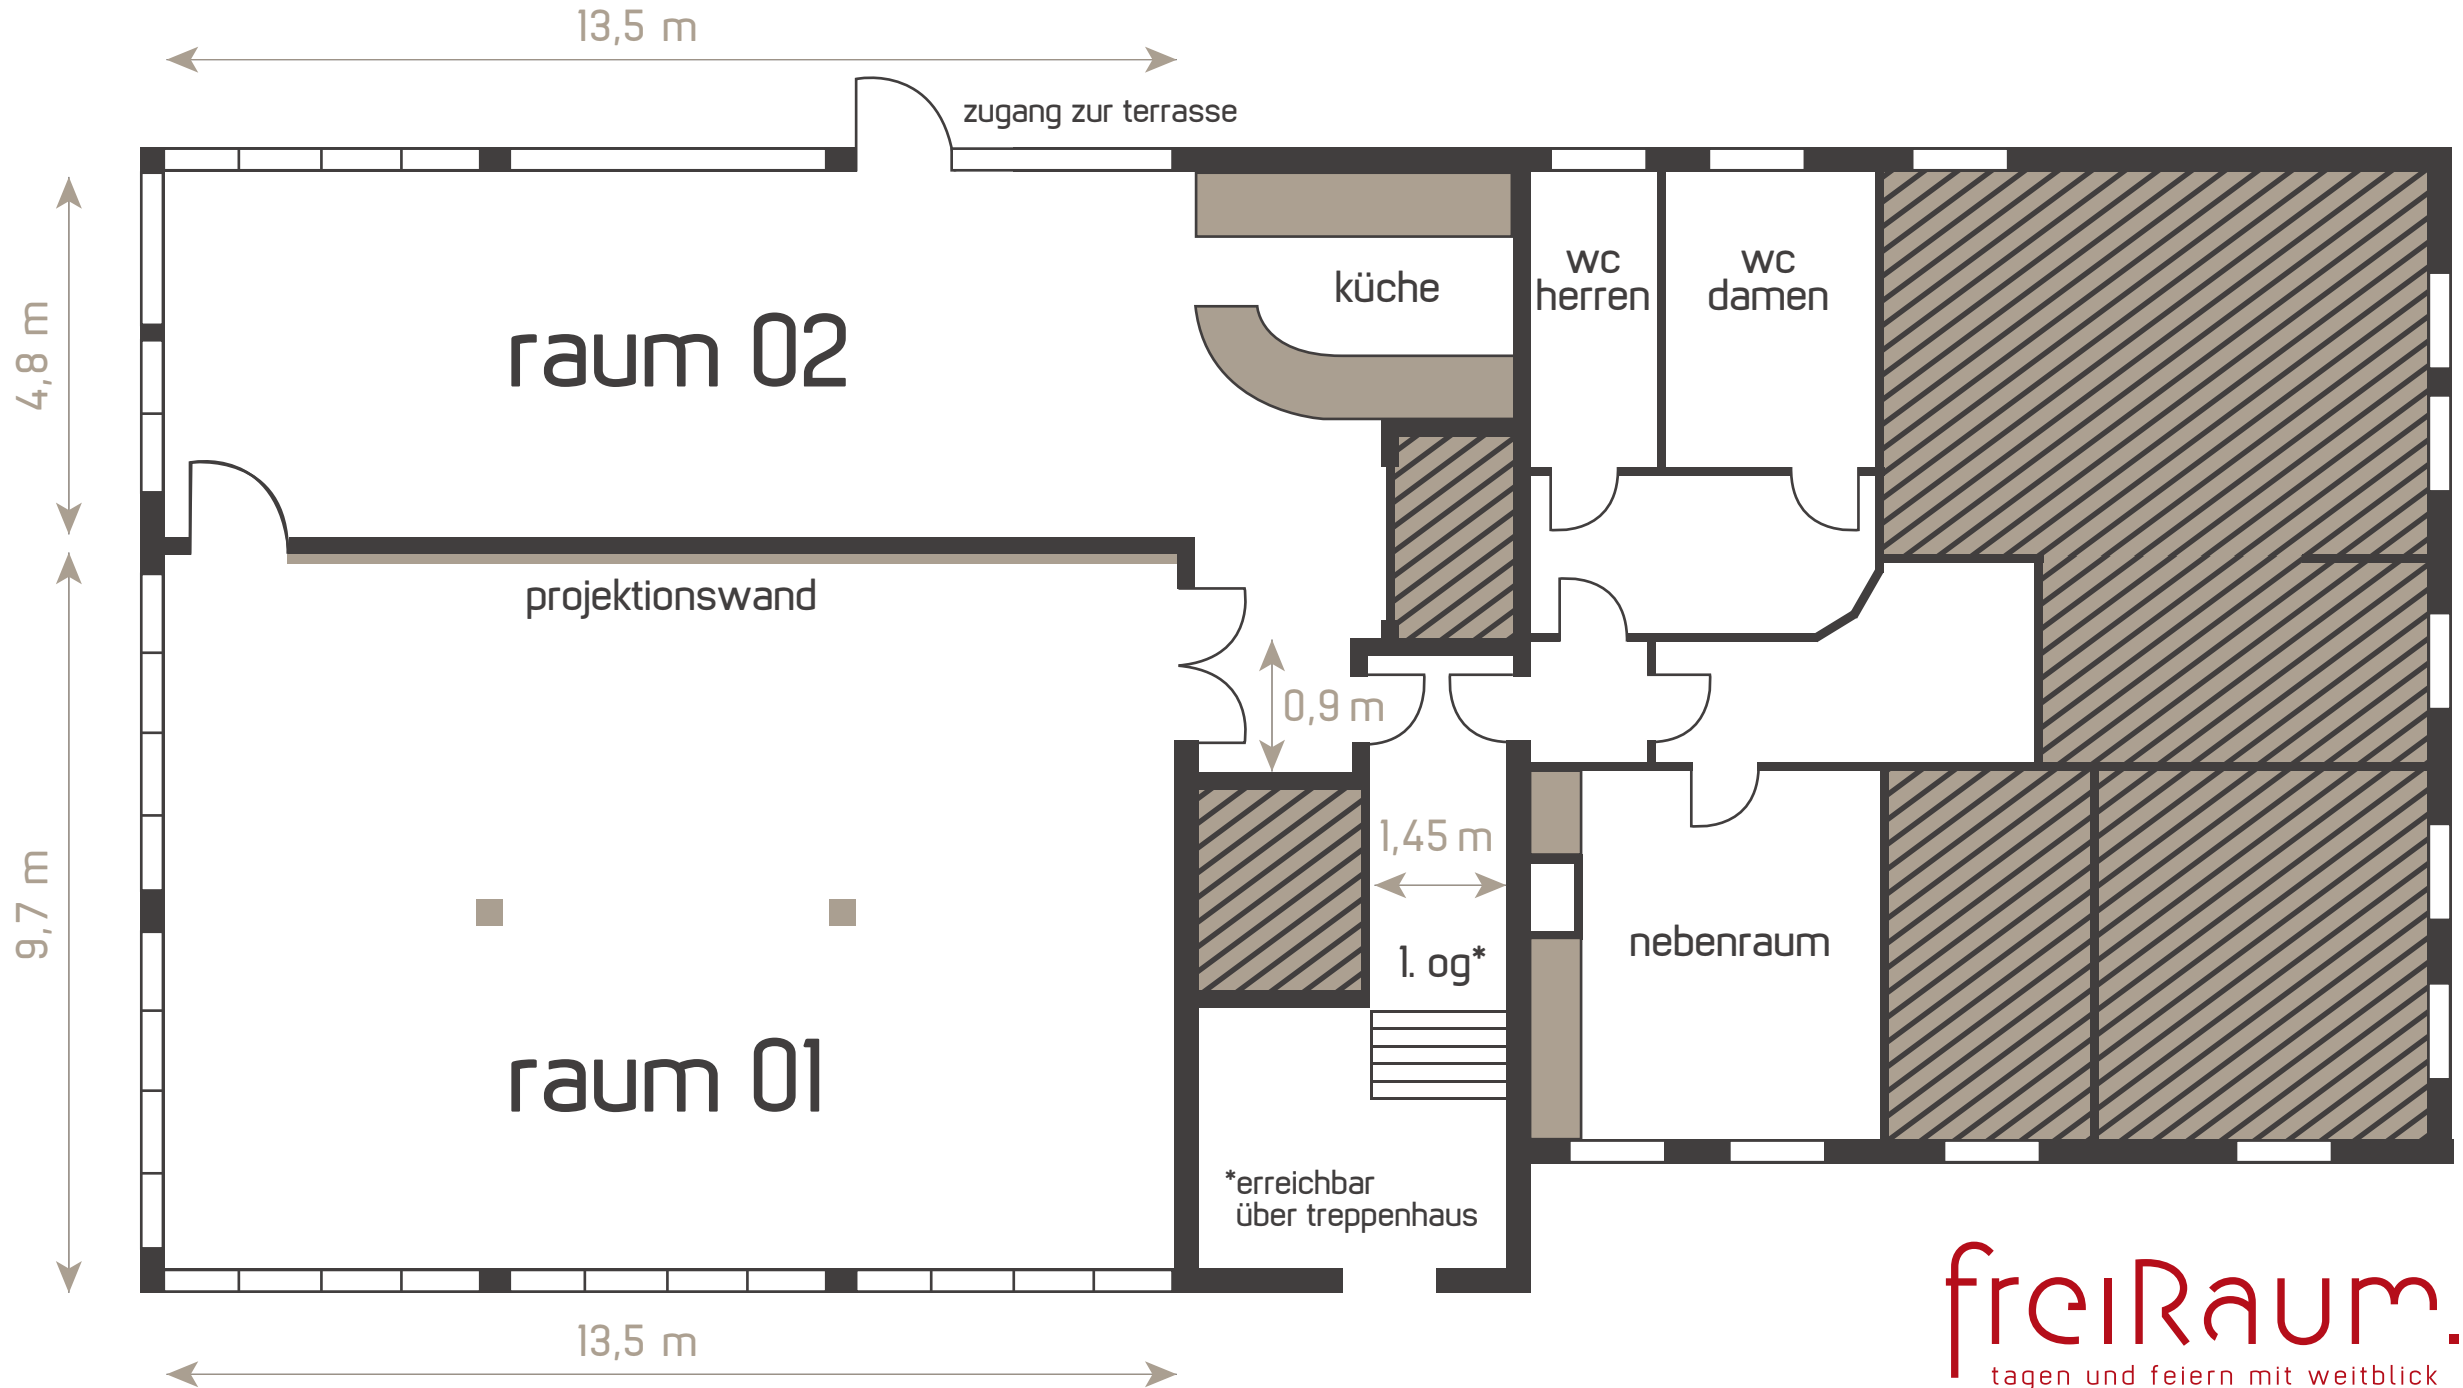 13,5 m
zugang zur terrasse
4,8 m
raum 02
küche
wc
herren
wc
damen
projektionswand
0,9 m
9,7 m
1,45 m
1. og*
nebenraum
raum 01
*erreichbar
über treppenhaus
13,5 m
freiRaum.
tagen und feiern mit weitblick